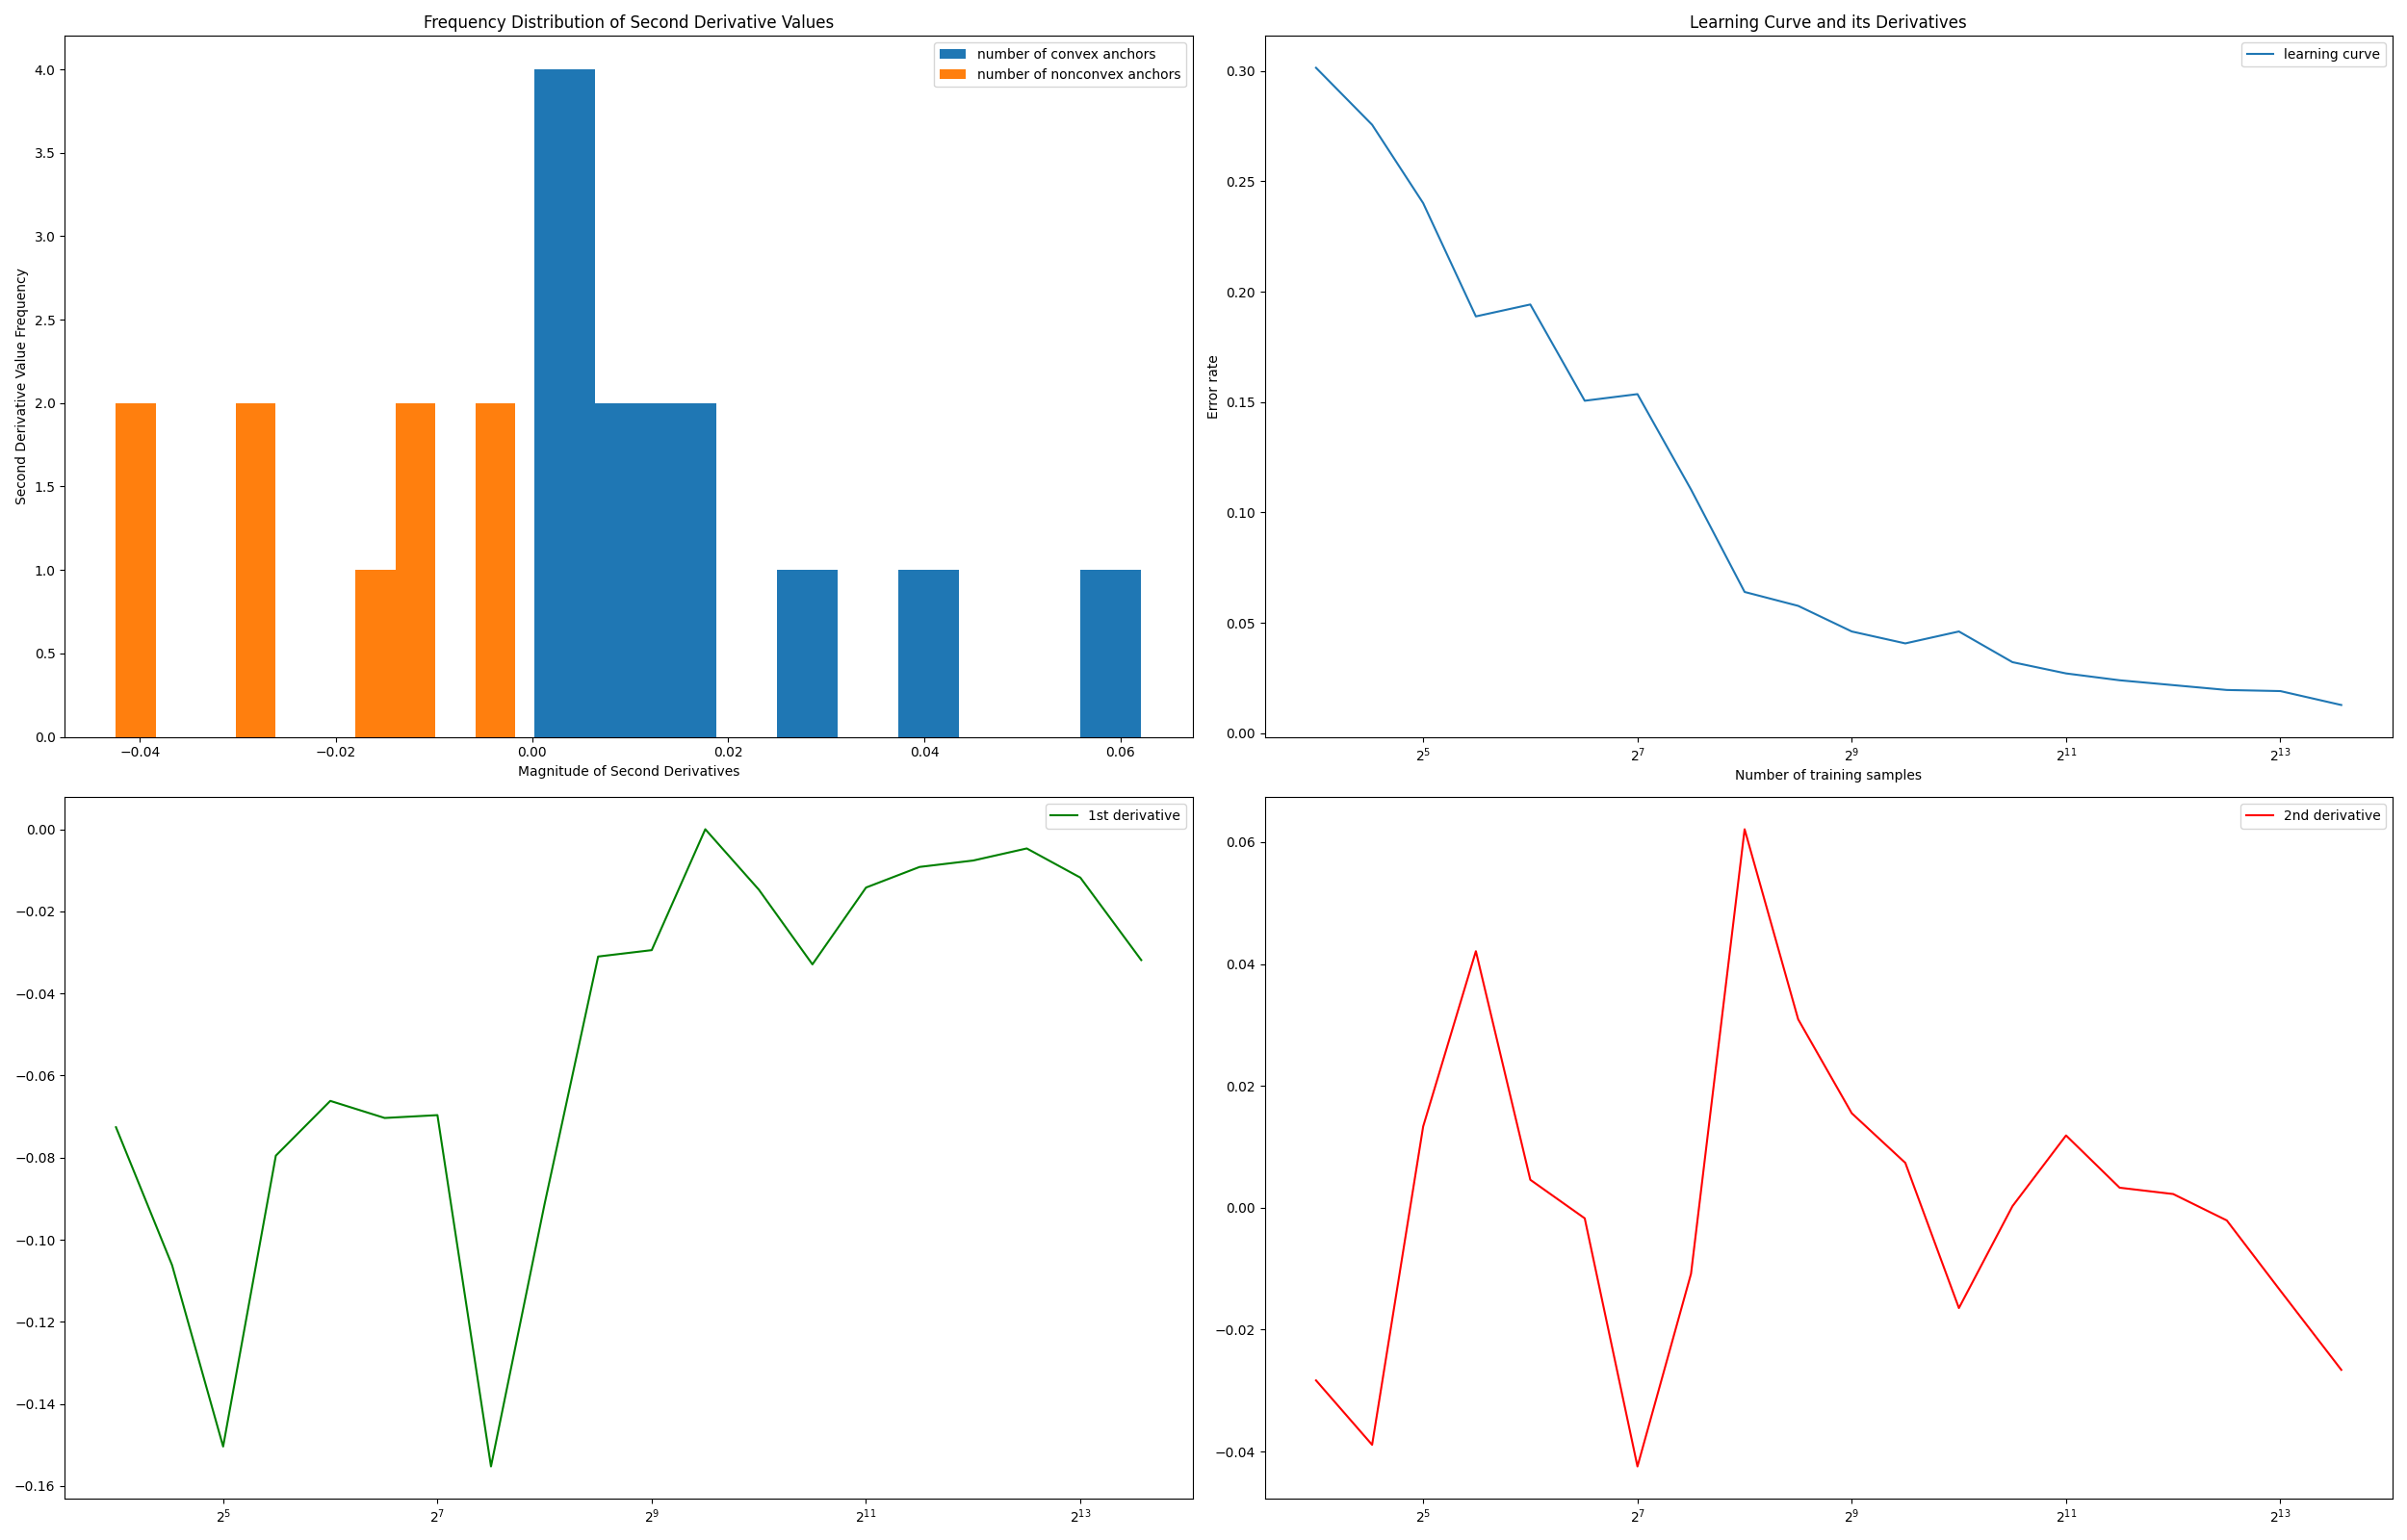 Frequency Distribution of Second Derivative Values
number of convex anchors
number of nonconvex anchors
Second Derivative Value Frequency
4.0
3.5
3.0
2.5
2.0
1.5
1.0
0.5
0.0
−0.04 −0.02 0.00 0.02 0.04 0.06
Magnitude of Second Derivatives
Learning Curve and its Derivatives
learning curve
Error rate
0.30
0.25
0.20
0.15
0.10
0.05
0.00
2^5 2^7 2^9 2^11 2^13
Number of training samples
1st derivative
0.00
−0.02
−0.04
−0.06
−0.08
−0.10
−0.12
−0.14
−0.16
2^5 2^7 2^9 2^11 2^13
2nd derivative
0.06
0.04
0.02
0.00
−0.02
−0.04
2^5 2^7 2^9 2^11 2^13